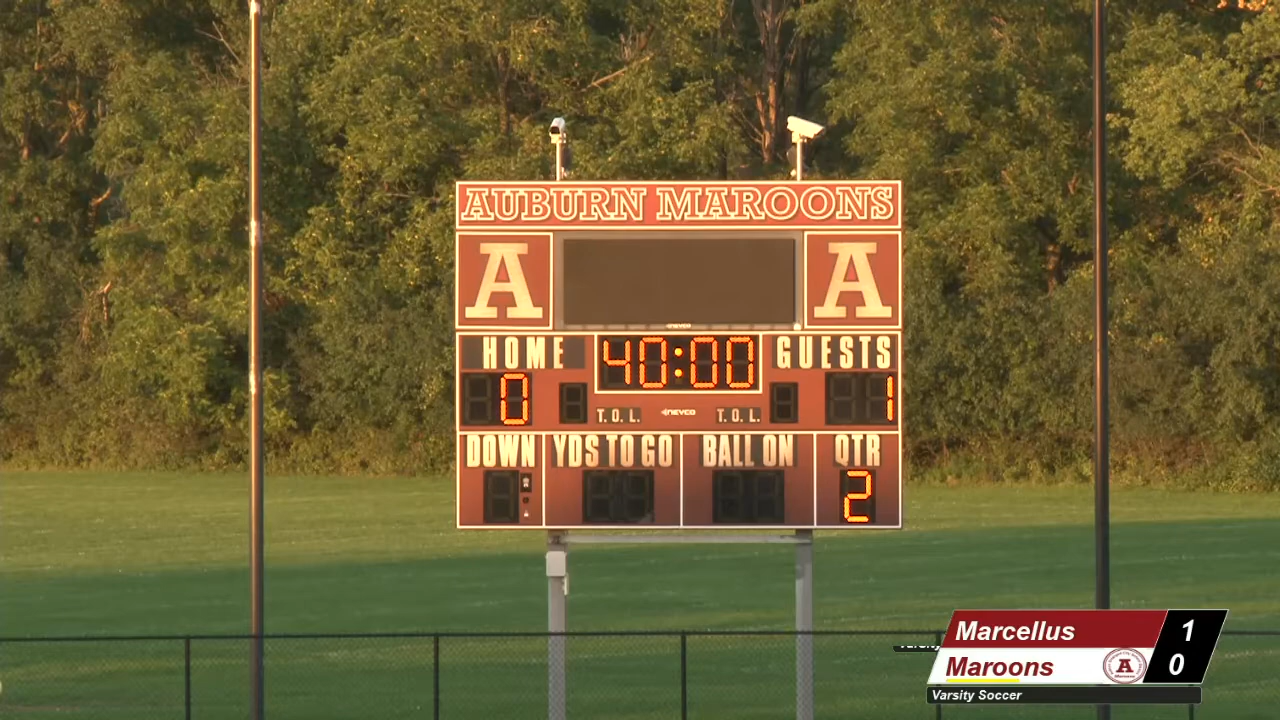 AUBURN MAROONS
A A
NEVCO
HOME 40:00 GUESTS
0 1
T.O.L. NEVCO T.O.L.
DOWN YDS TO GO BALL ON QTR
2
Marcellus 1
Maroons A 0
Varsity Soccer